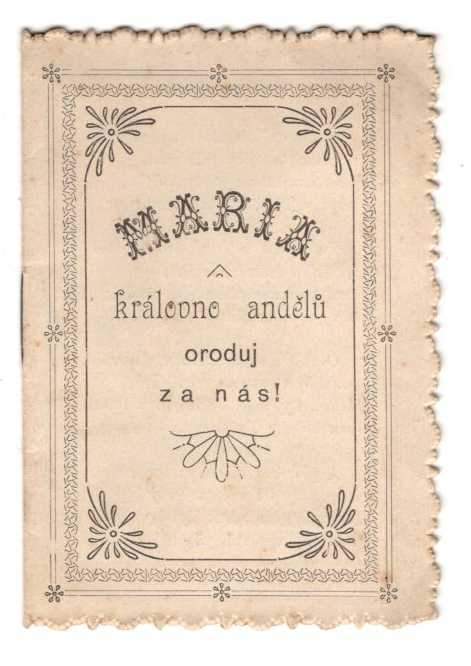 MARIA
královno andělů
oroduj
za nás!